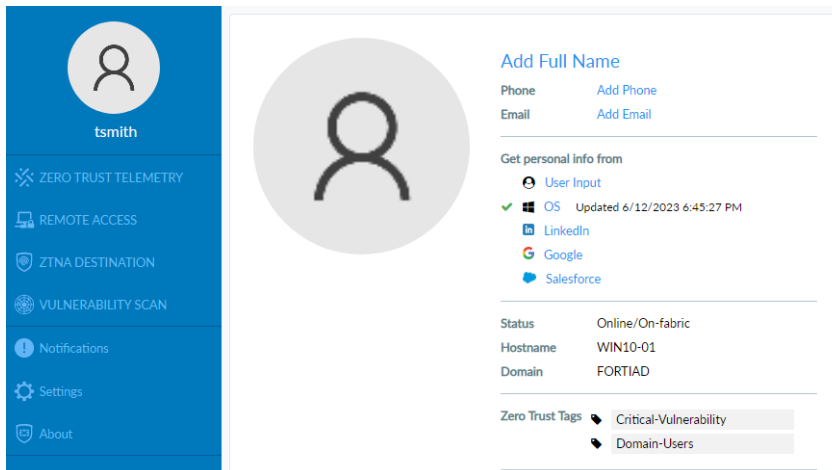 tsmith
ZERO TRUST TELEMETRY
REMOTE ACCESS
ZTNA DESTINATION
VULNERABILITY SCAN
Notifications
Settings
About
Add Full Name
Phone Add Phone
Email Add Email
Get personal info from
User Input
OS Updated 6/12/2023 6:45:27 PM
in LinkedIn
Google
Salesforce
Status Online/On-fabric
Hostname WIN10-01
Domain FORTIAD
Zero Trust Tags Critical-Vulnerability
Domain-Users